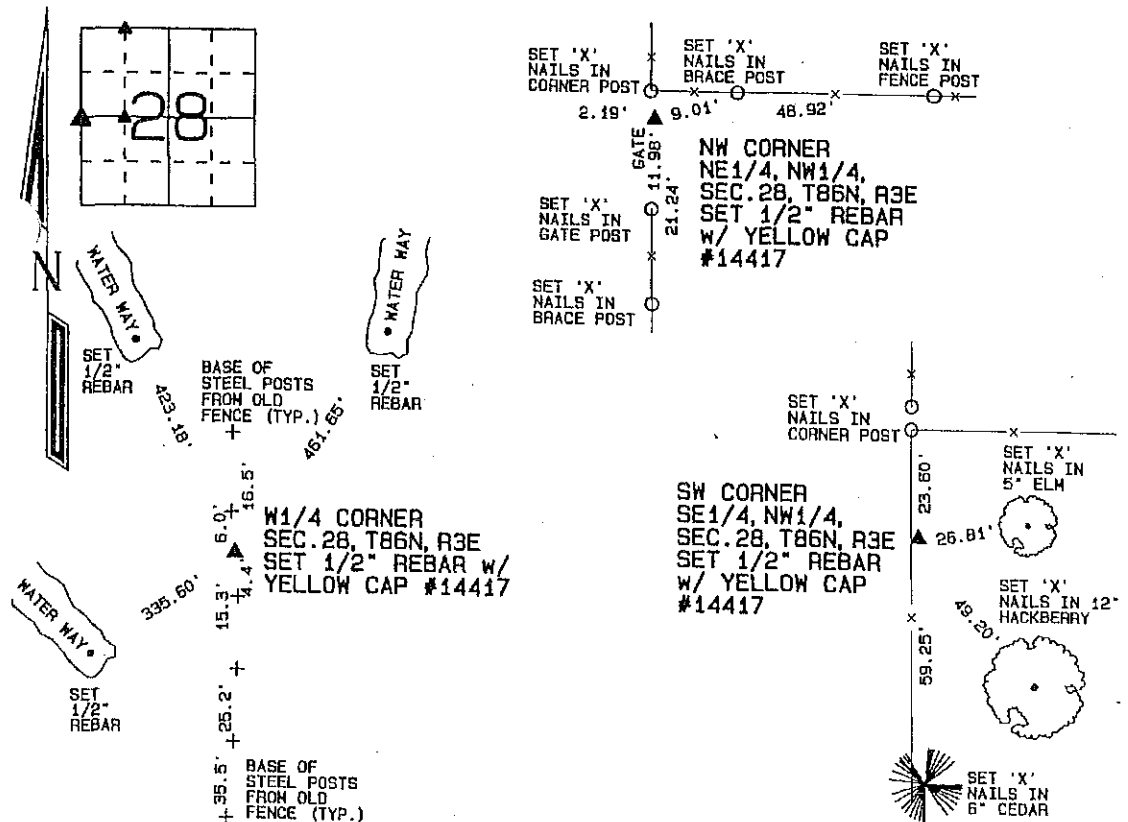 28
N
SET 'X'
NAILS IN
CORNER POST
SET 'X'
NAILS IN
BRACE POST
SET 'X'
NAILS IN
FENCE POST
2.19'
9.01'
48.92'
GATE
11.98'
21.24'
NW CORNER
NE1/4, NW1/4,
SEC.28, T86N, R3E
SET 1/2" REBAR
W/ YELLOW CAP
#14417
SET 'X'
NAILS IN
GATE POST
SET 'X'
NAILS IN
BRACE POST
WATER WAY
SET
1/2"
REBAR
WATER WAY
SET
1/2"
REBAR
423.18'
BASE OF
STEEL POSTS
FROM OLD
FENCE (TYP.)
461.65'
16.5'
6.0'
W1/4 CORNER
SEC.28, T86N, R3E
SET 1/2" REBAR W/
YELLOW CAP #14417
4.4'
15.3'
335.60'
WATER WAY
SET
1/2"
REBAR
25.2'
35.5'
BASE OF
STEEL POSTS
FROM OLD
FENCE (TYP.)
SET 'X'
NAILS IN
CORNER POST
23.60'
SET 'X'
NAILS IN
5" ELM
SW CORNER
SE1/4, NW1/4,
SEC.28, T86N, R3E
SET 1/2" REBAR
W/ YELLOW CAP
#14417
26.81'
SET 'X'
NAILS IN 12"
HACKBERRY
49.20'
59.25'
SET 'X'
NAILS IN
6" CEDAR